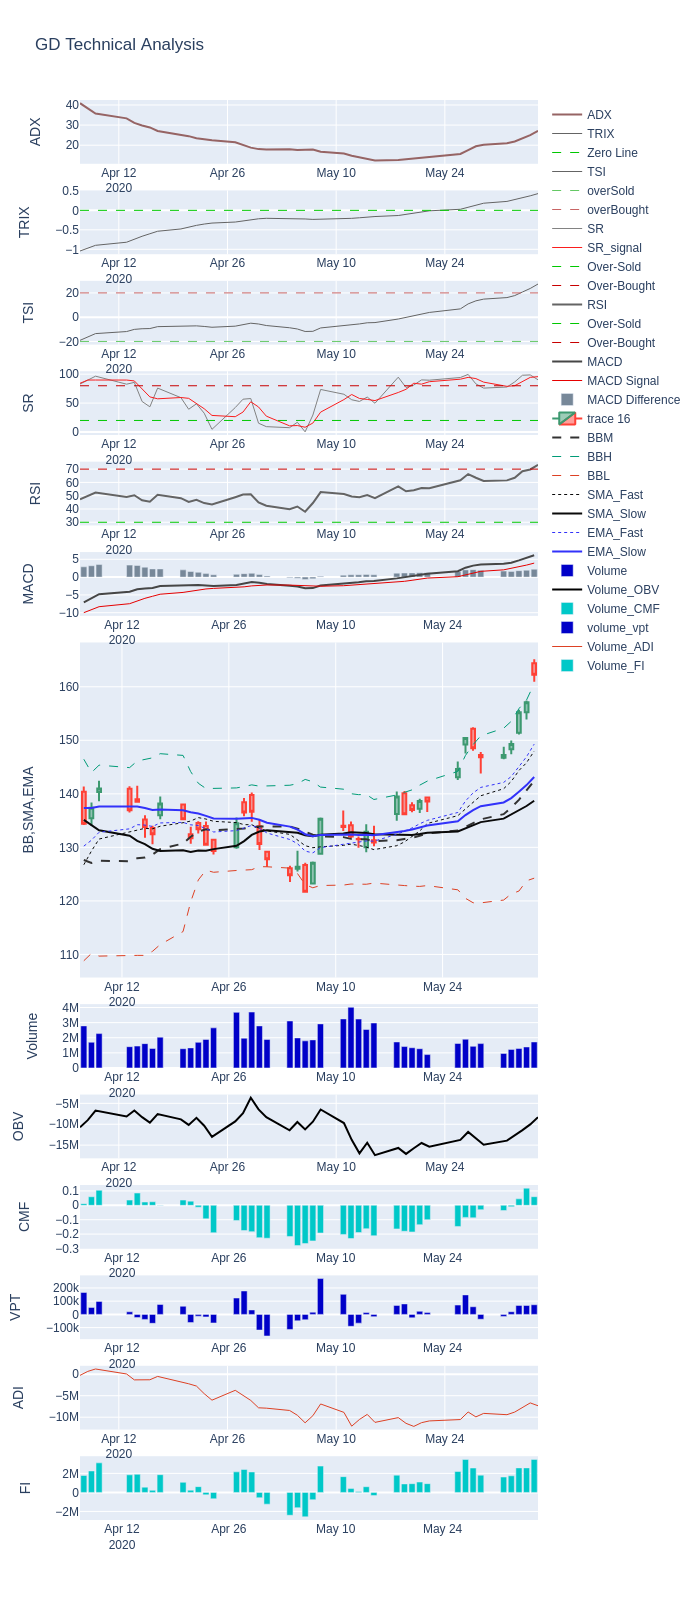 GD Technical Analysis
ADX
40
30
20
Apr 12
2020
Apr 26
May 10
May 24
TRIX
0.5
0
−0.5
−1
Apr 12
2020
Apr 26
May 10
May 24
TSI
20
0
−20
Apr 12
2020
Apr 26
May 10
May 24
SR
100
50
0
Apr 12
2020
Apr 26
May 10
May 24
RSI
70
60
50
40
30
Apr 12
2020
Apr 26
May 10
May 24
MACD
5
0
−5
−10
Apr 12
2020
Apr 26
May 10
May 24
BB,SMA,EMA
160
150
140
130
120
110
Apr 12
2020
Apr 26
May 10
May 24
Volume
4M
3M
2M
1M
0
Apr 12
2020
Apr 26
May 10
May 24
OBV
−5M
−10M
−15M
Apr 12
2020
Apr 26
May 10
May 24
CMF
0.1
0
−0.1
−0.2
−0.3
Apr 12
2020
Apr 26
May 10
May 24
VPT
200k
100k
0
−100k
Apr 12
2020
Apr 26
May 10
May 24
ADI
0
−5M
−10M
Apr 12
2020
Apr 26
May 10
May 24
FI
2M
0
−2M
Apr 12
2020
Apr 26
May 10
May 24
ADX
TRIX
Zero Line
TSI
overSold
overBought
SR
SR_signal
Over-Sold
Over-Bought
RSI
Over-Sold
Over-Bought
MACD
MACD Signal
MACD Difference
trace 16
BBM
BBH
BBL
SMA_Fast
SMA_Slow
EMA_Fast
EMA_Slow
Volume
Volume_OBV
Volume_CMF
volume_vpt
Volume_ADI
Volume_FI